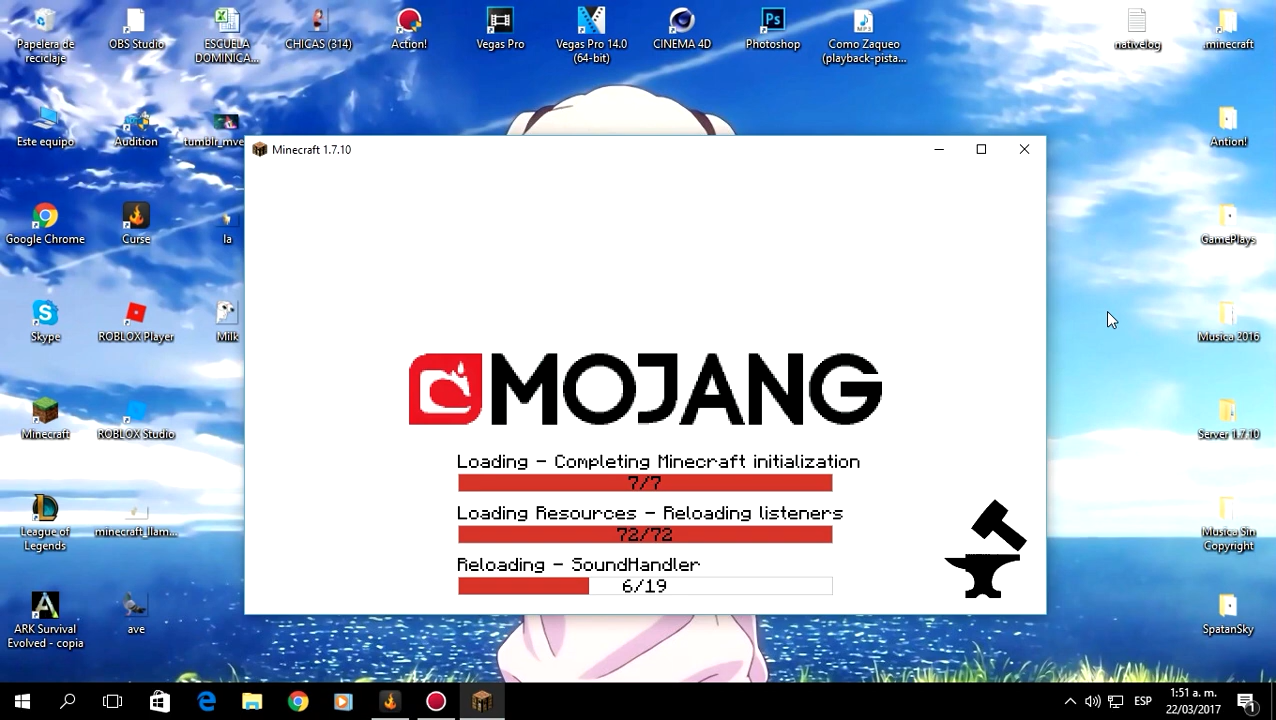 Papelera de
reciclaje
OBS Studio
ESCUELA
DOMINICA...
CHICAS (314)
Action!
Vegas Pro
Vegas Pro 14.0
(64-bit)
CINEMA 4D
Ps
Photoshop
MP3
Como Zaqueo
(playback-pista...
nativelog
.minecraft
Este equipo
Audition
tumblr_mve
Antion!
Minecraft 1.7.10
Google Chrome
Curse
la
GamePlays
Skype
ROBLOX Player
Milk
Musica 2016
MOJANG
Minecraft
ROBLOX Studio
Server 1.7.10
Loading - Completing Minecraft initialization
7/7
Loading Resources - Reloading listeners
72/72
League of
Legends
minecraft_llam...
Musica Sin
Copyright
Reloading - SoundHandler
6/19
ARK Survival
Evolved - copia
ave
SpatanSky
ESP
1:51 a. m.
22/03/2017
1